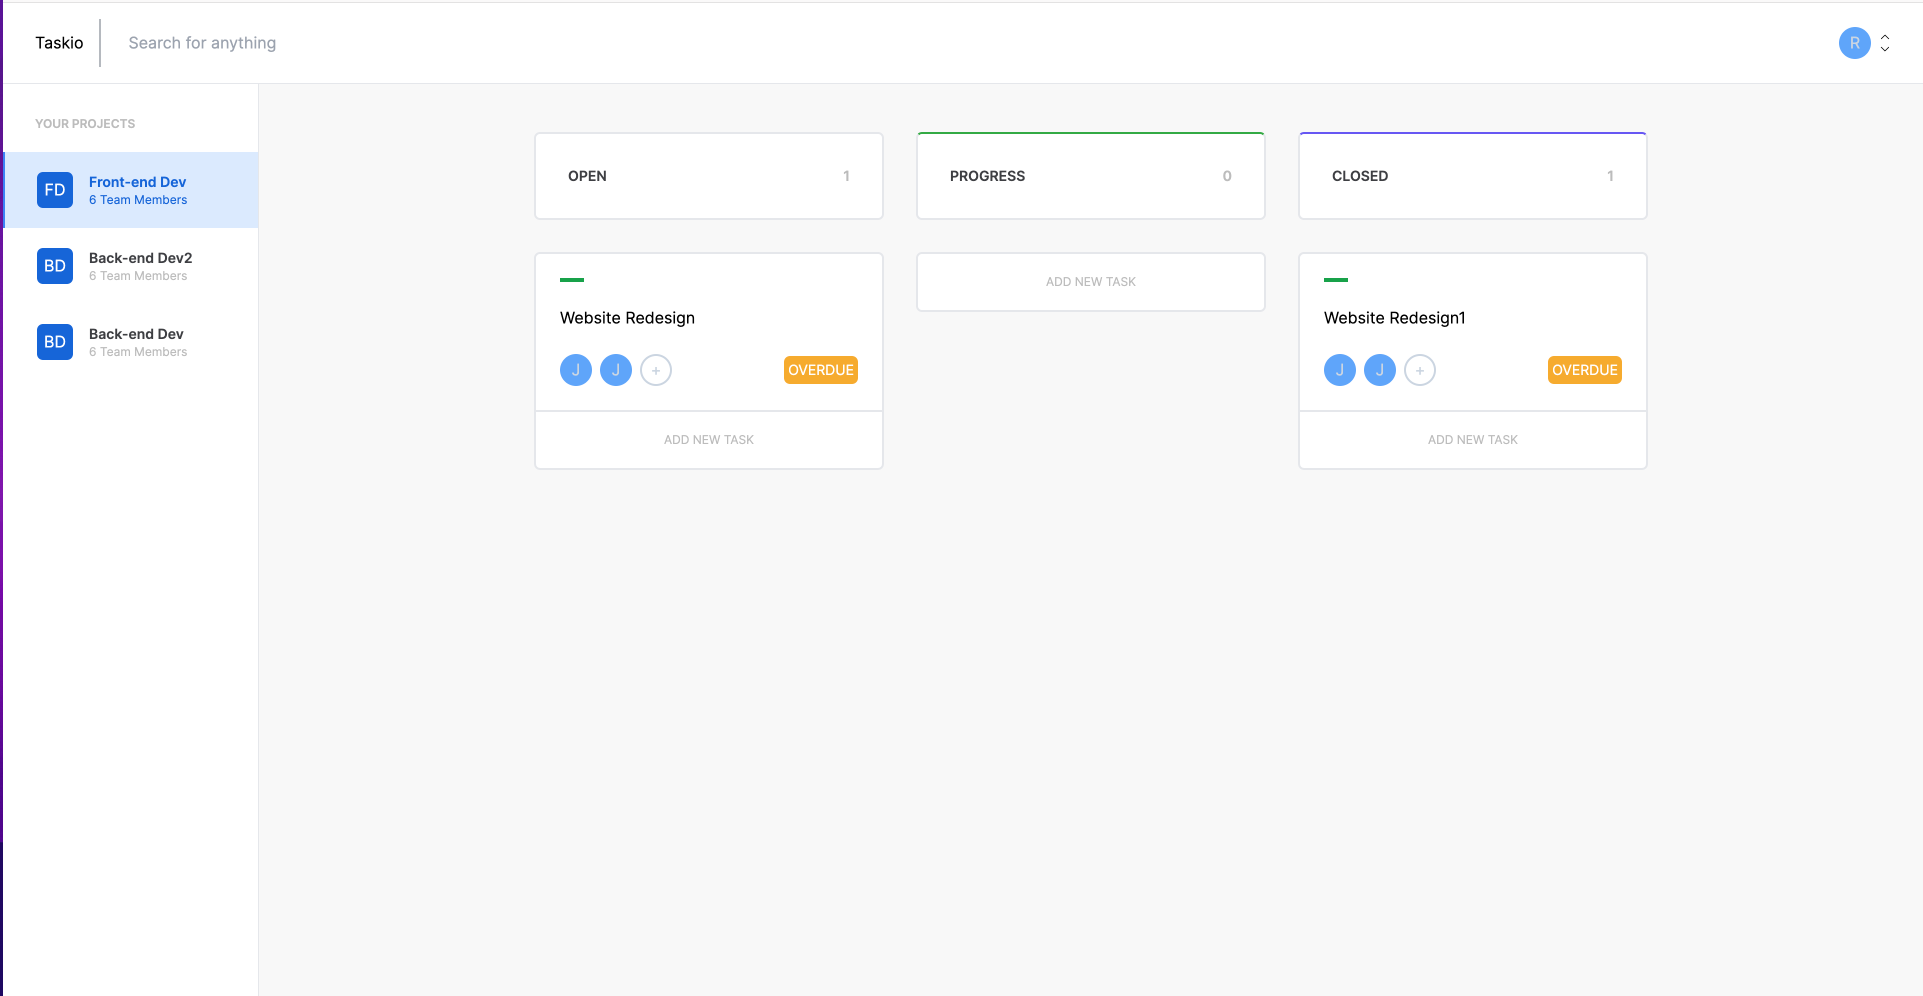 Taskio
Search for anything
R
YOUR PROJECTS
FD
Front-end Dev
6 Team Members
BD
Back-end Dev2
6 Team Members
BD
Back-end Dev
6 Team Members
OPEN 1
PROGRESS 0
CLOSED 1
Website Redesign
J J + OVERDUE
ADD NEW TASK
ADD NEW TASK
Website Redesign1
J J + OVERDUE
ADD NEW TASK